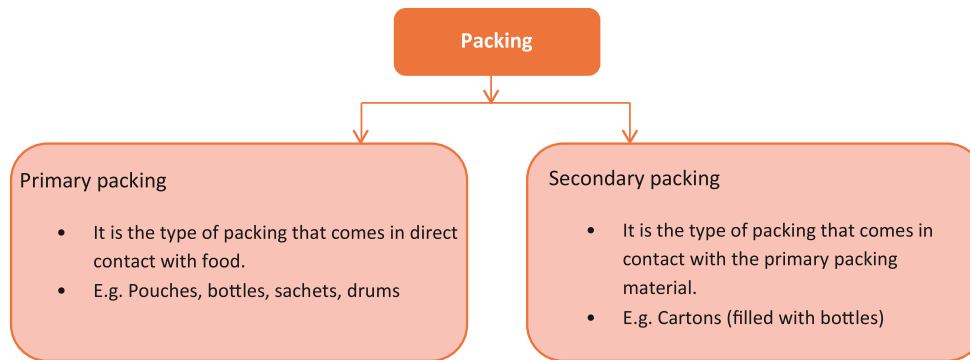 Packing
Primary packing
• It is the type of packing that comes in direct
contact with food.
• E.g. Pouches, bottles, sachets, drums
Secondary packing
• It is the type of packing that comes in
contact with the primary packing
material.
• E.g. Cartons (filled with bottles)